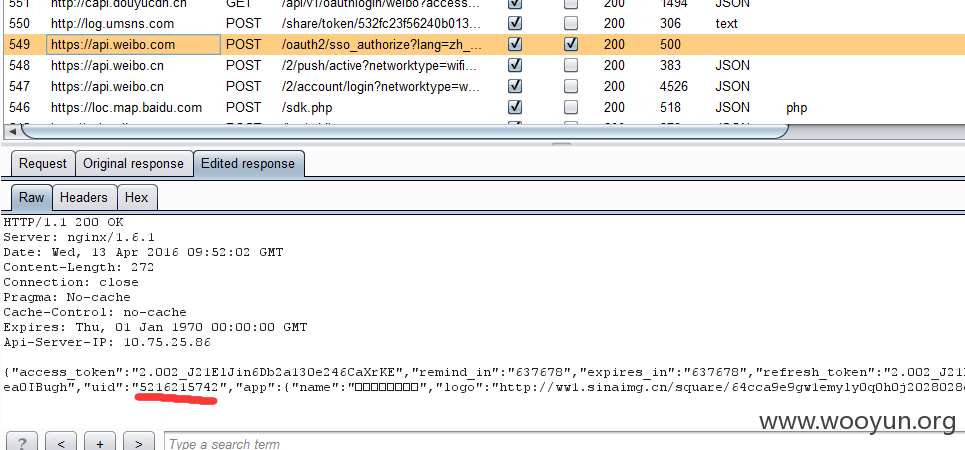 551 http://capi.douyucdn.cn GET /api/v1/oauthlogin/weibo?access... 200 1494 JSON
550 http://log.umsns.com POST /share/token/532fc23f56240b013... 200 306 text
549 https://api.weibo.com POST /oauth2/sso_authorize?lang=zh_... 200 500
548 https://api.weibo.cn POST /2/push/active?networktype=wifi... 200 383 JSON
547 https://api.weibo.cn POST /2/account/login?networktype=w... 200 4526 JSON
546 https://loc.map.baidu.com POST /sdk.php 200 518 JSON php
Request Original response Edited response
Raw Headers Hex
HTTP/1.1 200 OK
Server: nginx/1.6.1
Date: Wed, 13 Apr 2016 09:52:02 GMT
Content-Length: 272
Connection: close
Pragma: No-cache
Cache-Control: no-cache
Expires: Thu, 01 Jan 1970 00:00:00 GMT
Api-Server-IP: 10.75.25.86
{"access_token":"2.002_J21ElJin6Db2a130e246CaXrKE","remind_in":"637678","expires_in":"637678","refresh_token":"2.002_J21
ea0IBugh","uid":"5216215742","app":{"name":"□□□□□□□□","logo":"http://ww1.sinaimg.cn/square/64cca9e9gw1emyly0q0h0j2028028
www.wooyun.org
? < + > Type a search term